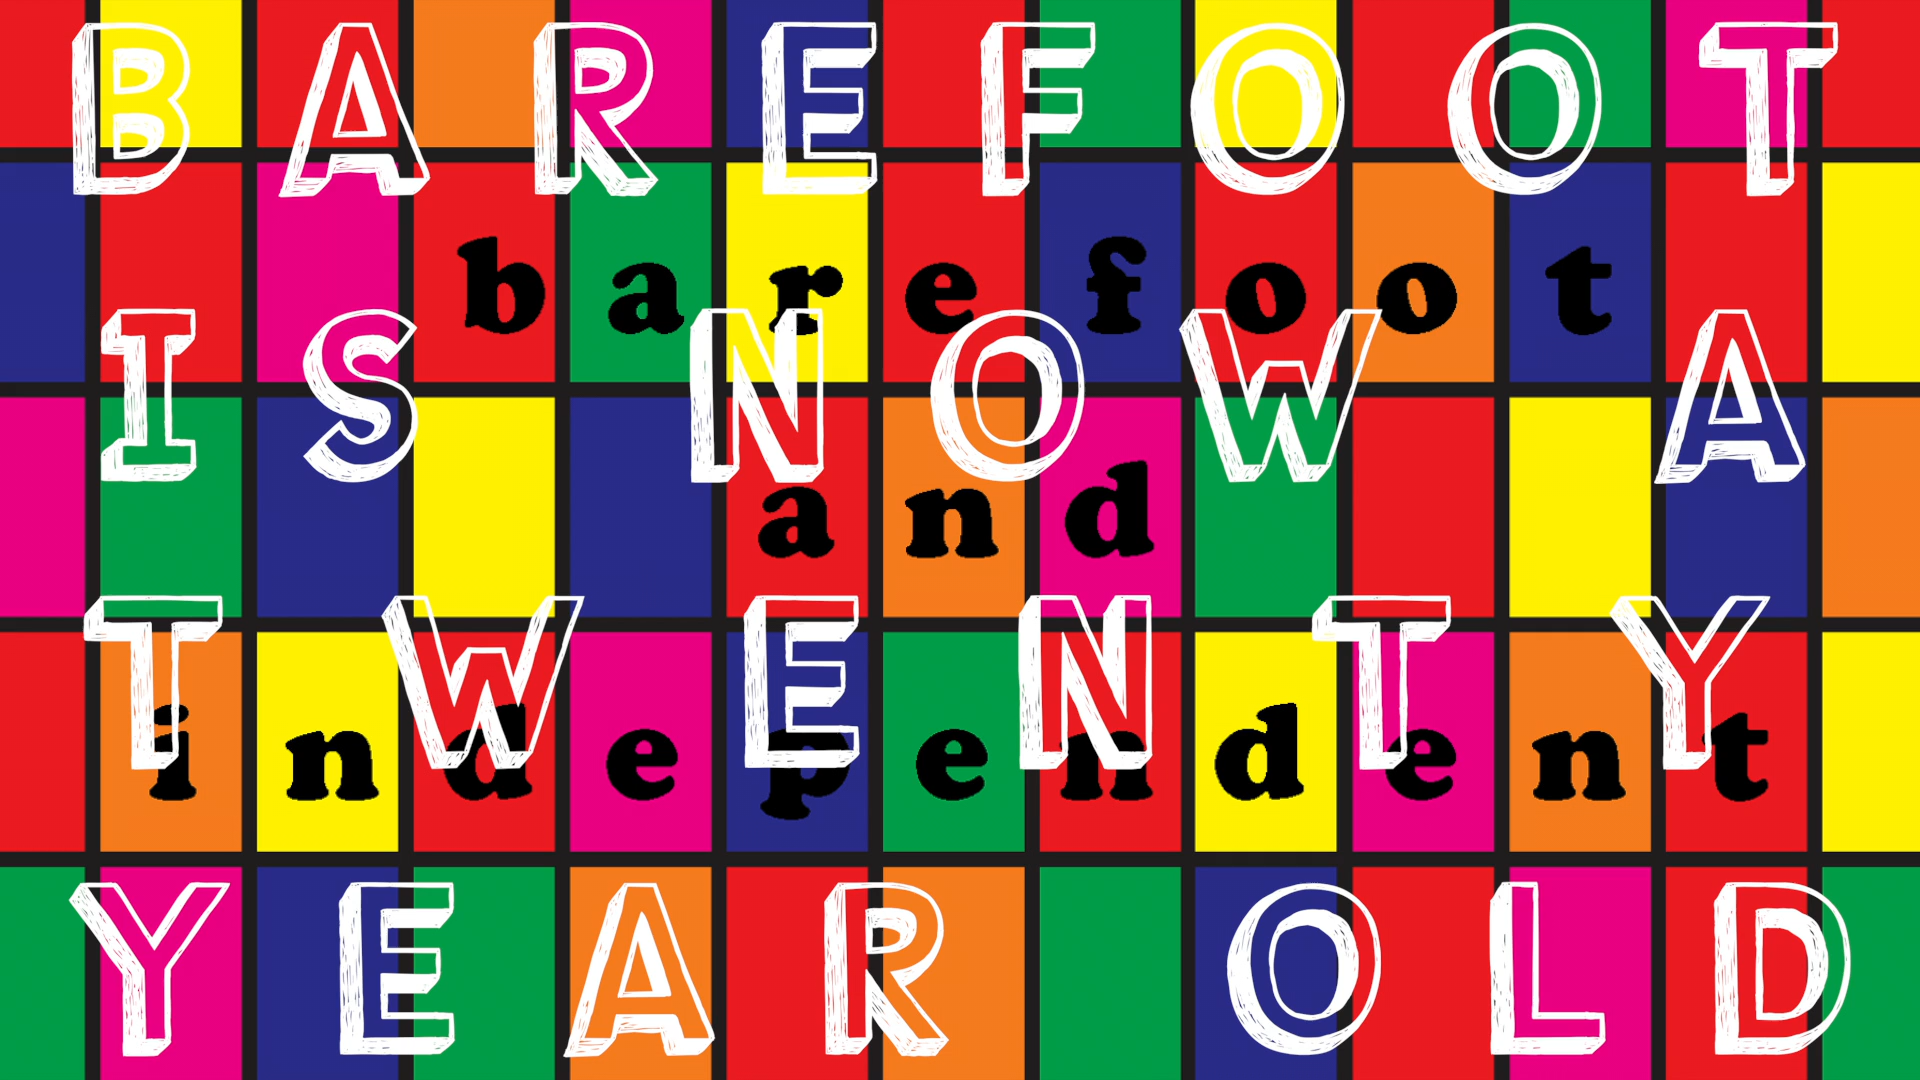 BAREFOOT
barefoot
IS NOW A
and
TWENTY
independent
YEAR OLD